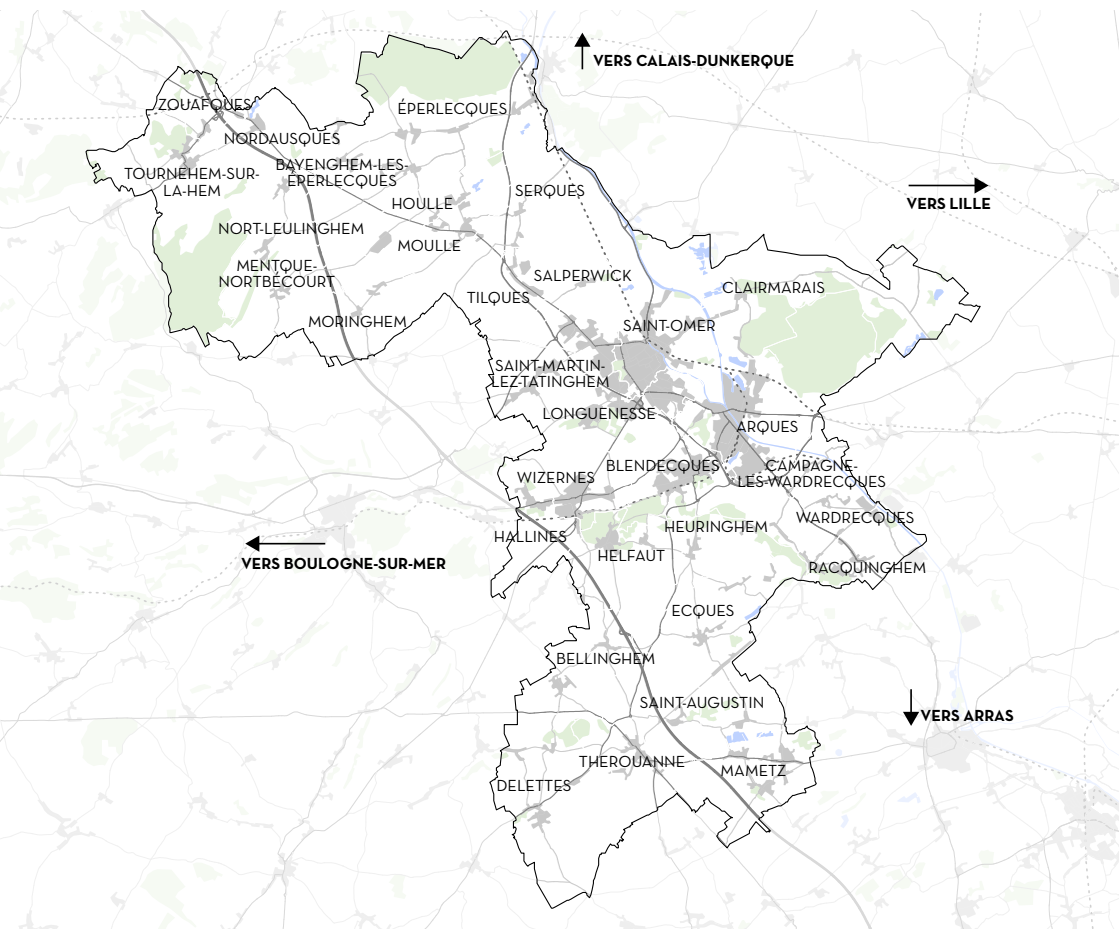 VERS CALAIS-DUNKERQUE
ZOUAFQUES
ÉPERLECQUES
NORDAUSQUES
TOURNEHEM-SUR-
LA-HEM
BAYENGHEM-LES-
ÉPERLECQUES
SERQUES
VERS LILLE
HOULLE
NORT-LEULINGHEM
MOULLE
MENTQUE-
NORTBÉCOURT
SALPERWICK
CLAIRMARAIS
TILQUES
MORINGHEM
SAINT-OMER
SAINT-MARTIN-
LEZ-TATINGHEM
LONGUENESSE
ARQUES
BLENDECQUES
CAMPAGNE-
LES-WARDRECQUES
WIZERNES
WARDRECQUES
HEURINGHEM
HALLINES
HELFAUT
VERS BOULOGNE-SUR-MER
RACQUINGHEM
ECQUES
BELLINGHEM
SAINT-AUGUSTIN
VERS ARRAS
THEROUANNE
MAMETZ
DELETTES